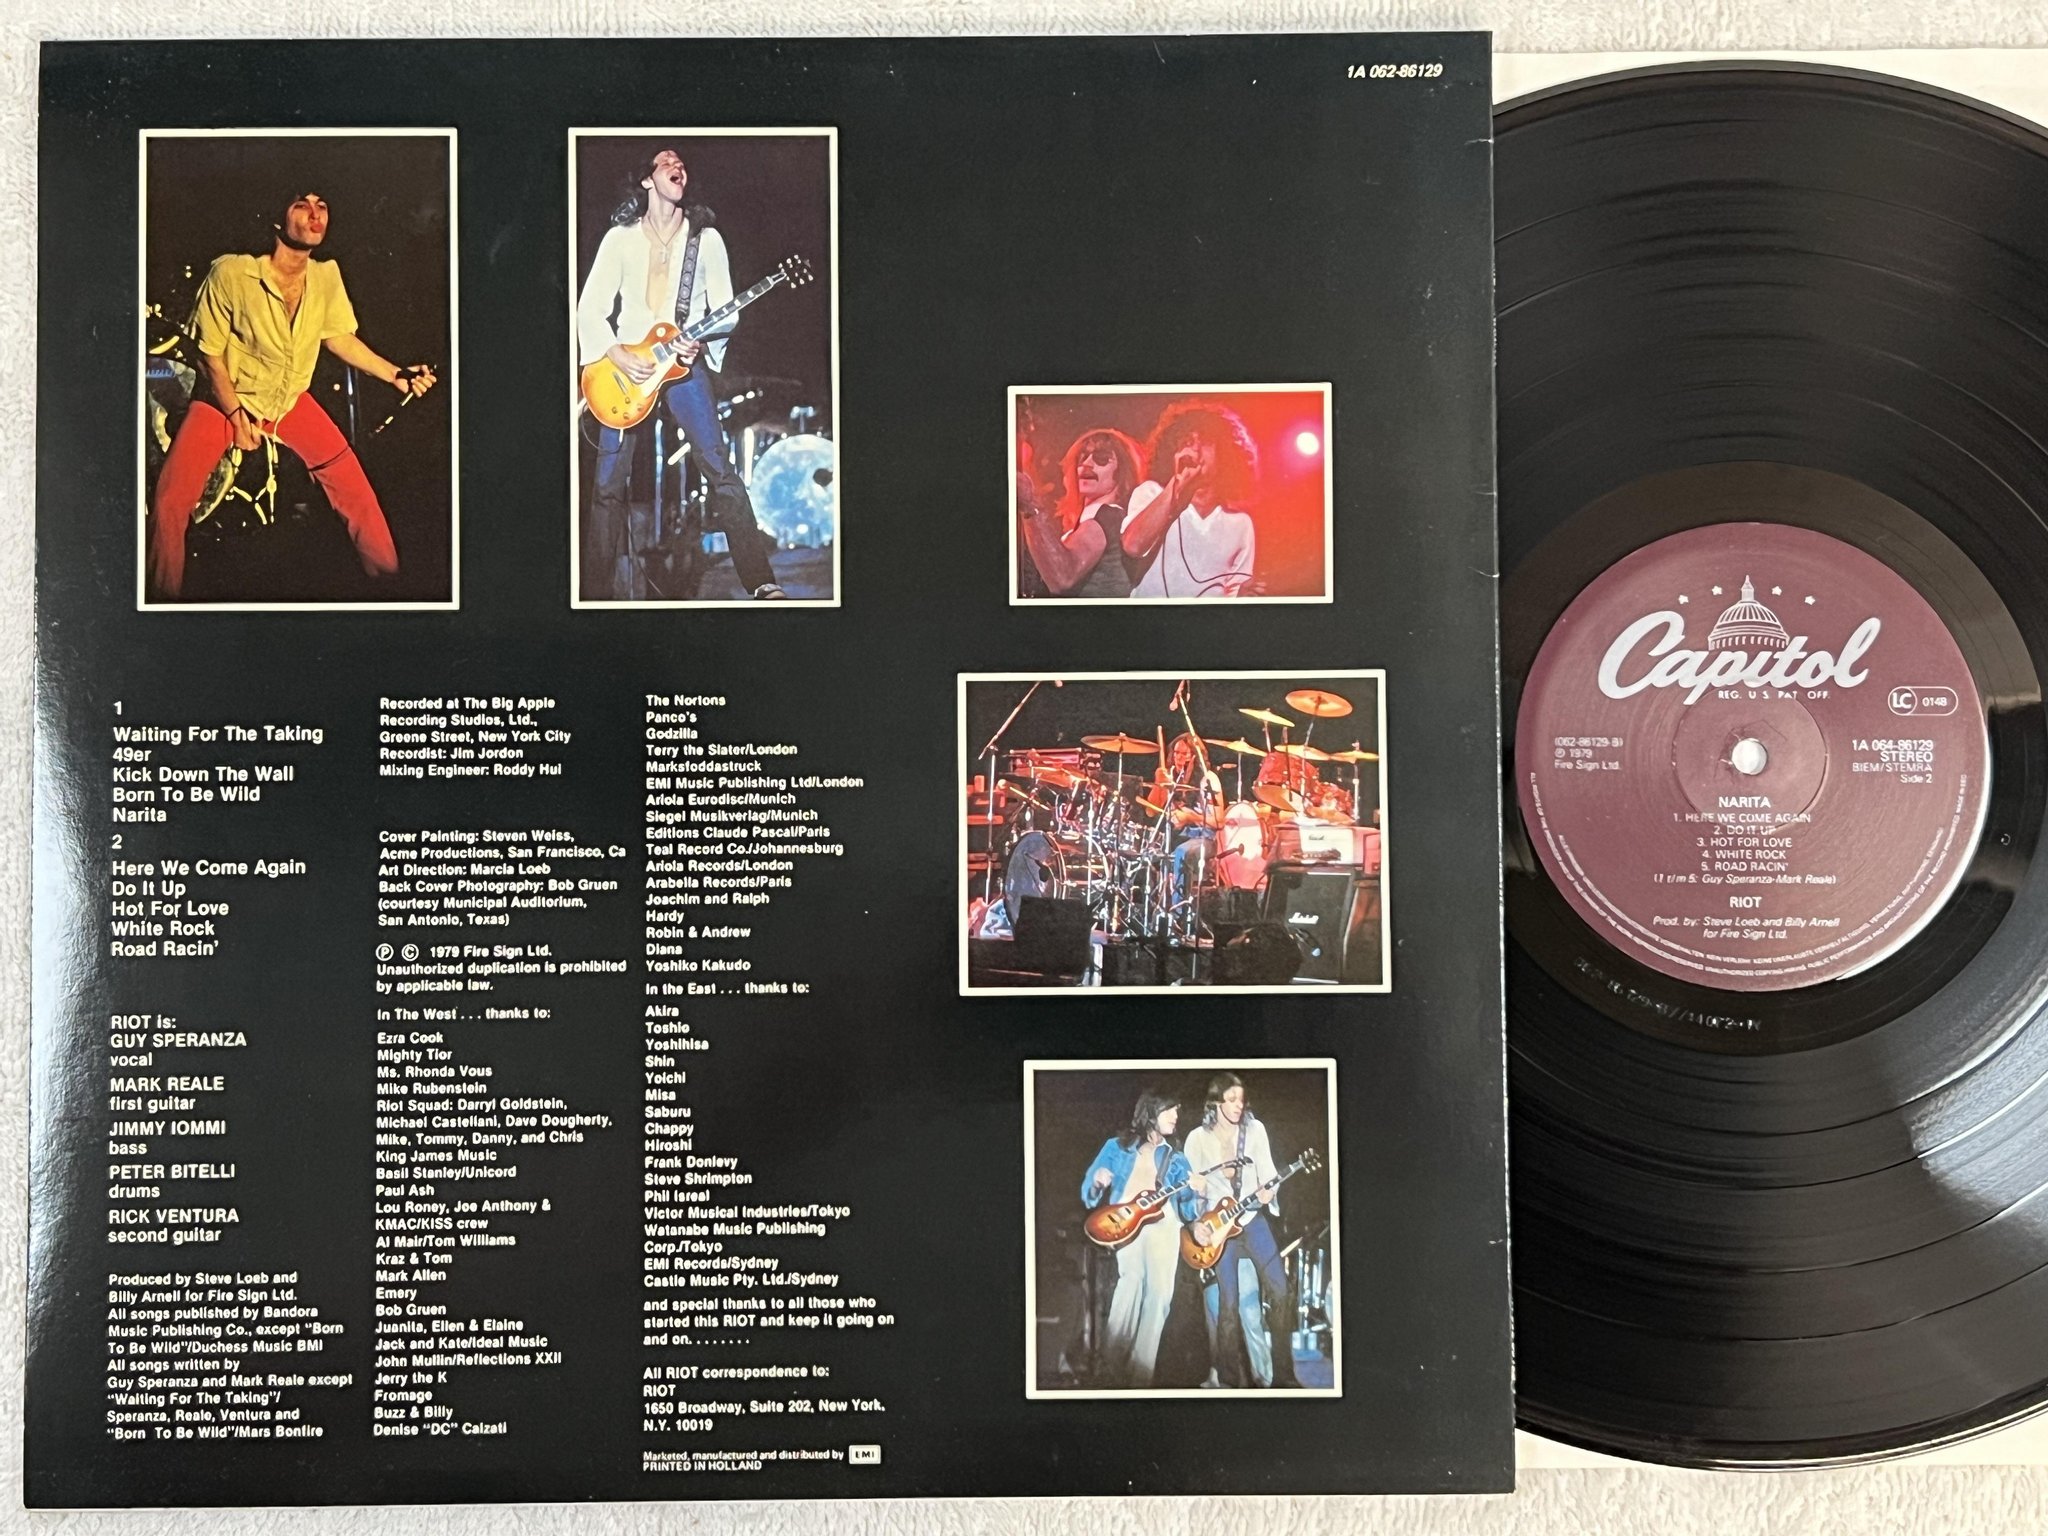 1A 062-86129
1
Waiting For The Taking
49er
Kick Down The Wall
Born To Be Wild
Narita
2
Here We Come Again
Do It Up
Hot For Love
White Rock
Road Racin'
RIOT is:
GUY SPERANZA
vocal
MARK REALE
first guitar
JIMMY IOMMI
bass
PETER BITELLI
drums
RICK VENTURA
second guitar
Produced by Steve Loeb and
Billy Arnell for Fire Sign Ltd.
All songs published by Bandora
Music Publishing Co., except "Born
To Be Wild"/Duchess Music BMI
All songs written by
Guy Speranza and Mark Reale except
"Waiting For The Taking"/
Speranza, Reale, Ventura and
"Born To Be Wild"/Mars Bonfire
Recorded at The Big Apple
Recording Studios, Ltd.,
Greene Street, New York City
Recordist: Jim Jordon
Mixing Engineer: Roddy Hui
Cover Painting: Steven Weiss,
Acme Productions, San Francisco, Ca
Art Direction: Marcia Loeb
Back Cover Photography: Bob Gruen
(courtesy Municipal Auditorium,
San Antonio, Texas)
Ⓟ © 1979 Fire Sign Ltd.
Unauthorized duplication is prohibited
by applicable law.
In The West . . . thanks to:
Ezra Cook
Mighty Tior
Ms. Rhonda Vous
Mike Rubenstein
Riot Squad: Darryl Goldstein,
Michael Castellani, Dave Dougherty,
Mike, Tommy, Danny, and Chris
King James Music
Basil Stanley/Unicord
Paul Ash
Lou Roney, Joe Anthony &
KMAC/KISS crew
Al Mair/Tom Williams
Kraz & Tom
Mark Allen
Emery
Bob Gruen
Juanita, Ellen & Elaine
Jack and Kate/Ideal Music
John Mullin/Reflections XXII
Jerry the K
Fromage
Buzz & Billy
Denise "DC" Calzati
The Nortons
Panco's
Godzilla
Terry the Slater/London
Marksfoddastruck
EMI Music Publishing Ltd/London
Ariola Eurodisc/Munich
Siegel Musikverlag/Munich
Editions Claude Pascal/Paris
Teal Record Co./Johannesburg
Ariola Records/London
Arabella Records/Paris
Joachim and Ralph
Hardy
Robin & Andrew
Diana
Yoshiko Kakudo
In the East . . . thanks to:
Akira
Toshio
Yoshihisa
Shin
Yoichi
Misa
Saburu
Chappy
Hiroshi
Frank Donlevy
Steve Shrimpton
Phil Isreal
Victor Musical Industries/Tokyo
Watanabe Music Publishing
Corp./Tokyo
EMI Records/Sydney
Castle Music Pty. Ltd./Sydney
and special thanks to all those who
started this RIOT and keep it going on
and on. . . . . . . .
All RIOT correspondence to:
RIOT
1650 Broadway, Suite 202, New York,
N.Y. 10019
Marketed, manufactured and distributed by EMI
PRINTED IN HOLLAND
Marshall
Capitol
REG. U.S. PAT. OFF.
LC 0148
(062-86129-B)
Ⓟ 1979
Fire Sign Ltd.
1A 064-86129
STEREO
BIEM/STEMRA
Side 2
NARITA
1. HERE WE COME AGAIN
2. DO IT UP
3. HOT FOR LOVE
4. WHITE ROCK
5. ROAD RACIN'
(1 t/m 5: Guy Speranza-Mark Reale)
RIOT
Prod. by: Steve Loeb and Billy Arnell
for Fire Sign Ltd.